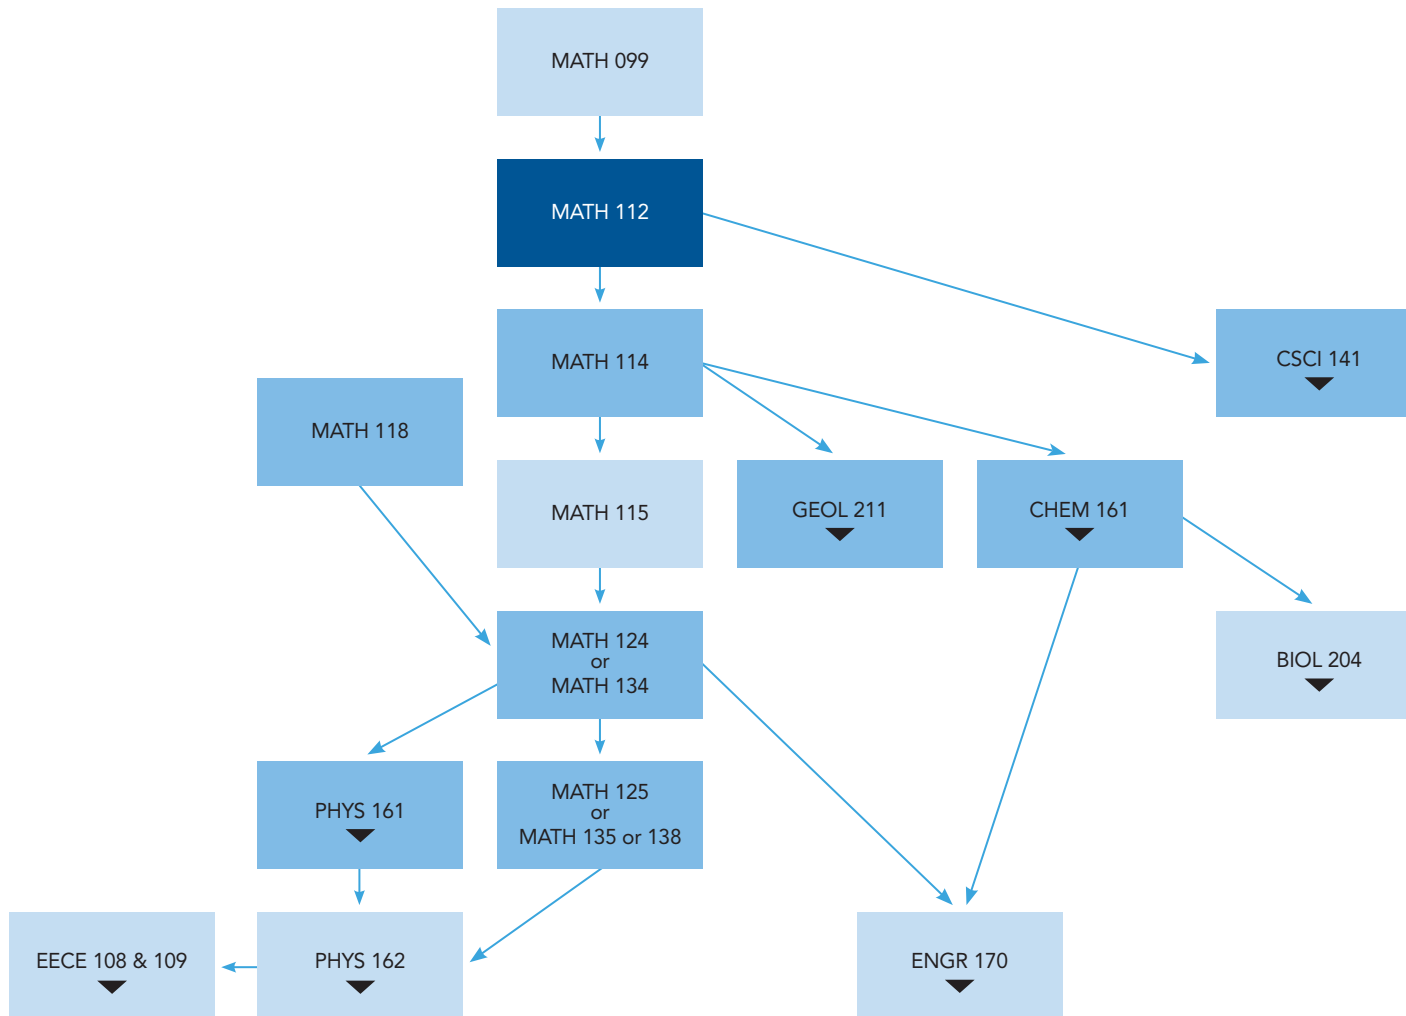 MATH 099
MATH 112
MATH 114
CSCI 141
MATH 118
MATH 115
GEOL 211
CHEM 161
MATH 124
or
MATH 134
BIOL 204
PHYS 161
MATH 125
or
MATH 135 or 138
EECE 108 & 109
PHYS 162
ENGR 170